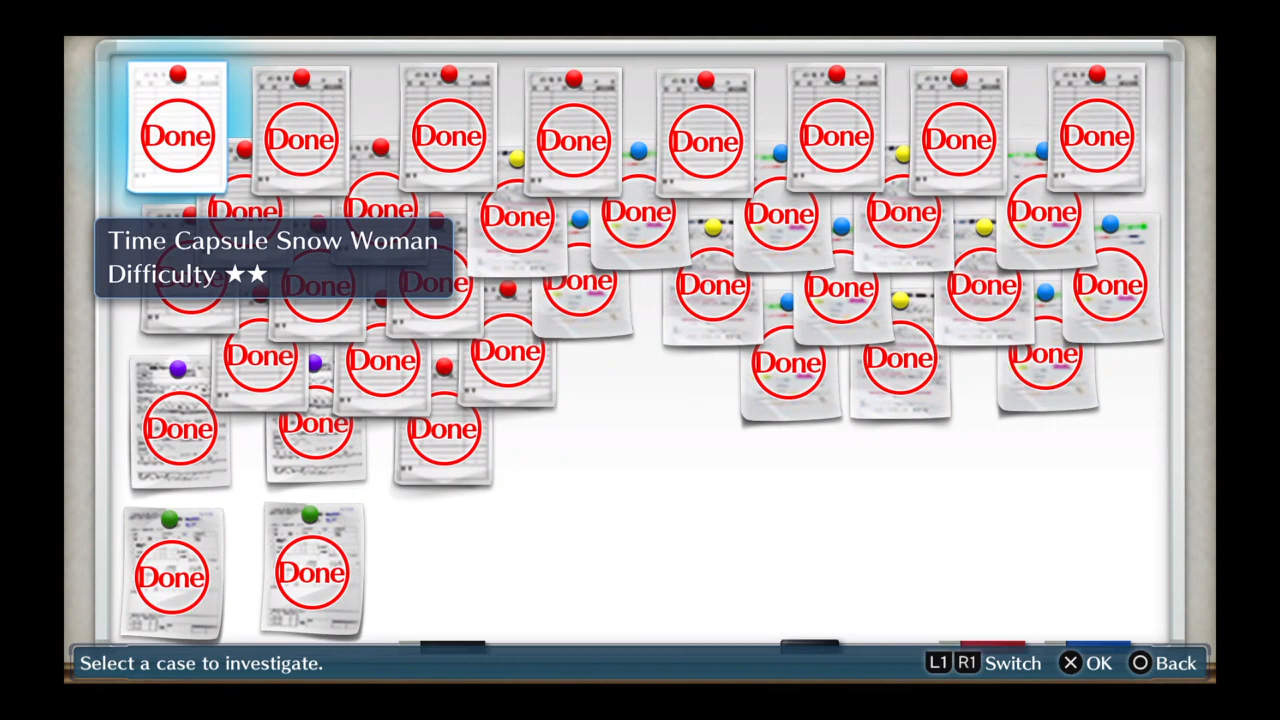 Done Done Done Done Done Done Done Done
Done Done Done Done Done Done Done
Time Capsule Snow Woman
Difficulty ★★
Done Done Done Done Done Done Done Done
Done Done Done Done Done Done
Done Done Done
Done Done
Select a case to investigate.
L1 R1 Switch ✕ OK ○ Back